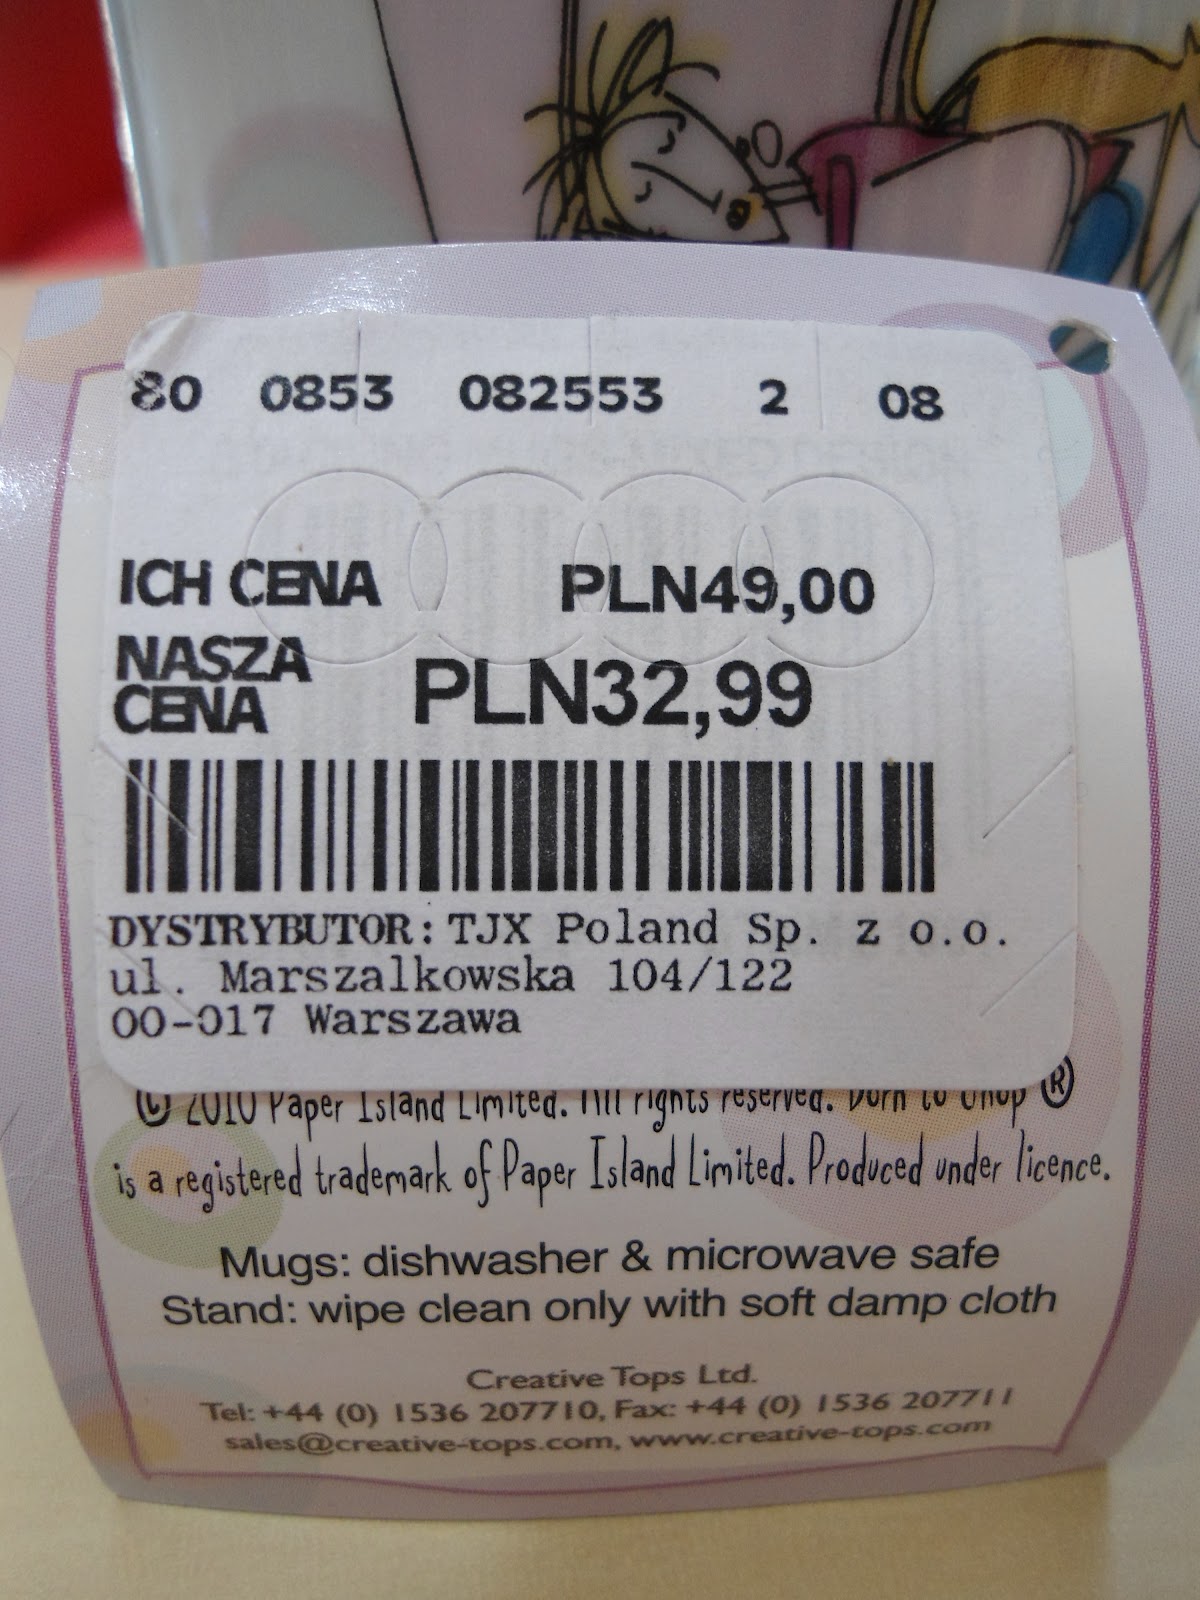 80 0853 082553 2 08
ICH CENA PLN49,00
NASZA
CENA PLN32,99
DYSTRYBUTOR: TJX Poland Sp. z o.o.
ul. Marszalkowska 104/122
00-017 Warszawa
© 2010 Paper Island Limited. All rights reserved. Born to Shop ®
is a registered trademark of Paper Island Limited. Produced under licence.
Mugs: dishwasher & microwave safe
Stand: wipe clean only with soft damp cloth
Creative Tops Ltd.
Tel: +44 (0) 1536 207710, Fax: +44 (0) 1536 207711
sales@creative-tops.com, www.creative-tops.com